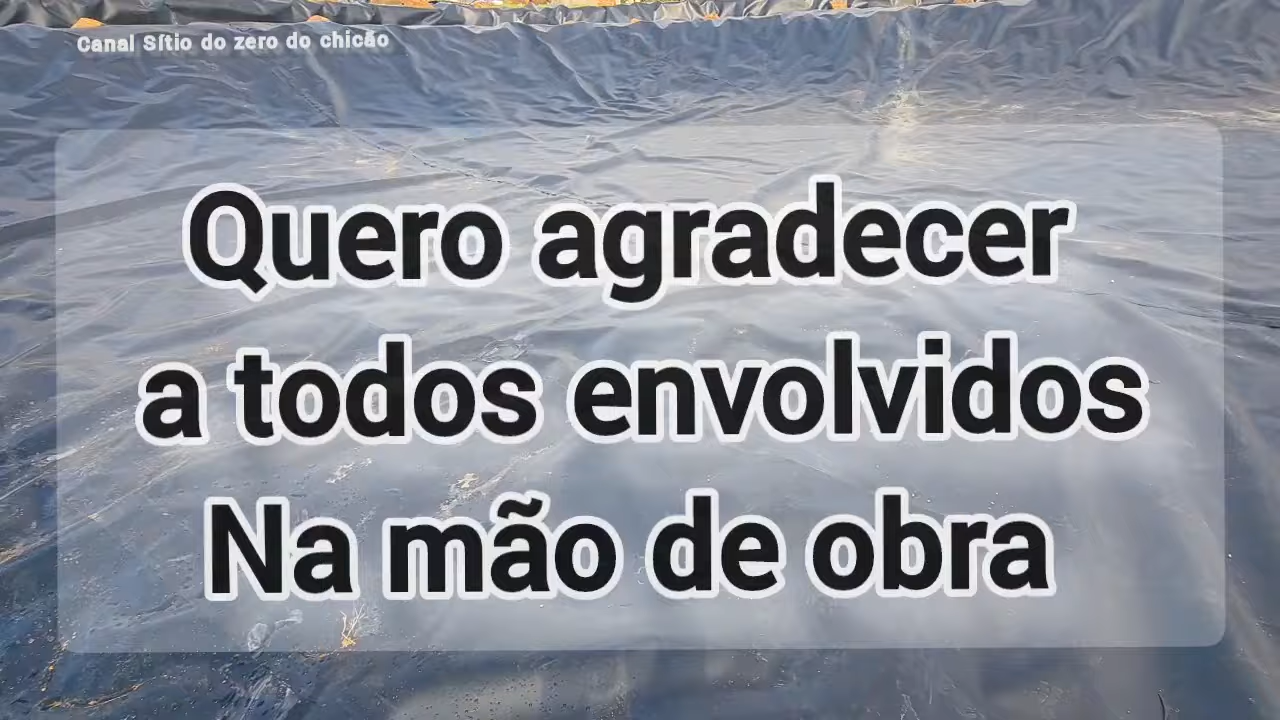 Canal Sítio do zero do chicão
Quero agradecer
a todos envolvidos
Na mão de obra